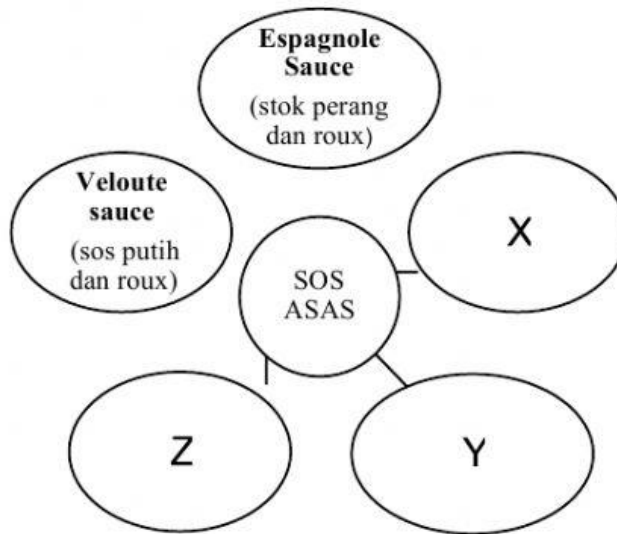 Espagnole
Sauce
(stok perang
dan roux)
Veloute
sauce
(sos putih
dan roux)
X
SOS
ASAS
Z
Y